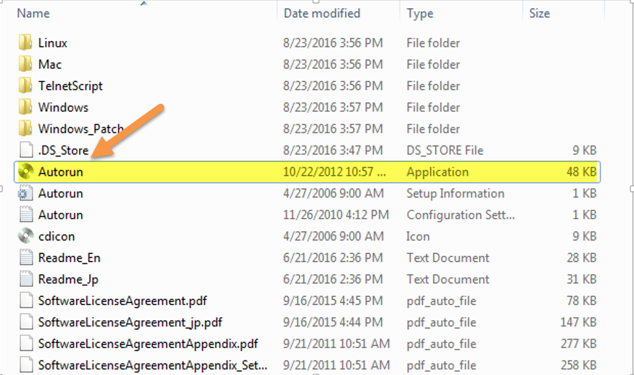 Name Date modified Type Size
Linux 8/23/2016 3:56 PM File folder
Mac 8/23/2016 3:56 PM File folder
TelnetScript 8/23/2016 3:56 PM File folder
Windows 8/23/2016 3:57 PM File folder
Windows_Patch 8/23/2016 3:57 PM File folder
.DS_Store 8/23/2016 3:47 PM DS_STORE File 9 KB
Autorun 10/22/2012 10:57 ... Application 48 KB
Autorun 4/27/2006 9:00 AM Setup Information 1 KB
Autorun 11/26/2010 4:12 PM Configuration Sett... 1 KB
cdicon 4/27/2006 9:00 AM Icon 9 KB
Readme_En 6/21/2016 2:36 PM Text Document 28 KB
Readme_Jp 6/21/2016 2:36 PM Text Document 31 KB
SoftwareLicenseAgreement.pdf 9/16/2015 4:45 PM pdf_auto_file 78 KB
SoftwareLicenseAgreement_jp.pdf 9/16/2015 4:44 PM pdf_auto_file 147 KB
SoftwareLicenseAgreementAppendix.pdf 9/21/2011 10:51 AM pdf_auto_file 277 KB
SoftwareLicenseAgreementAppendix_Set... 9/21/2011 10:51 AM pdf_auto_file 258 KB